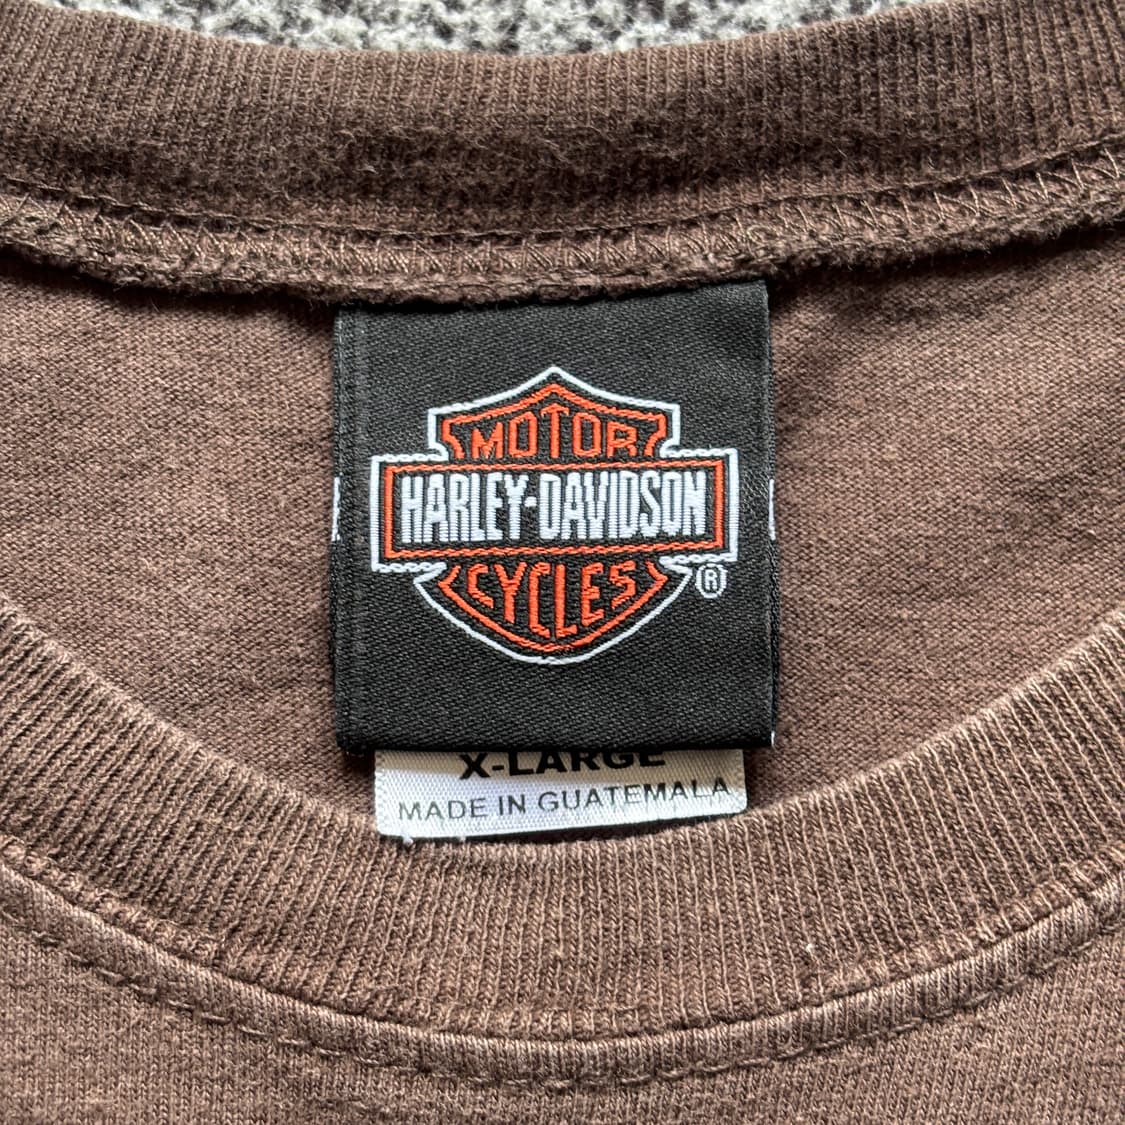 MOTOR
HARLEY-DAVIDSON
CYCLES
®
X-LARGE
MADE IN GUATEMALA